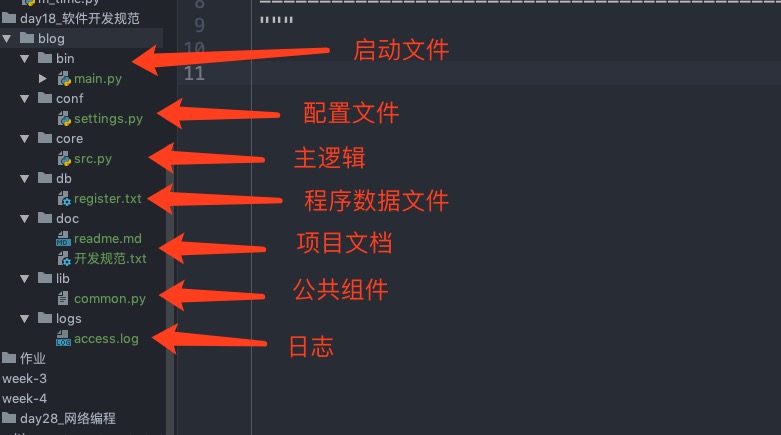 m_time.py
day18_软件开发规范
blog
bin
main.py
conf
settings.py
core
src.py
db
register.txt
doc
readme.md
开发规范.txt
lib
common.py
logs
access.log
作业
week-3
week-4
day28_网络编程
8
9
"""
10
11
启动文件
配置文件
主逻辑
程序数据文件
项目文档
公共组件
日志